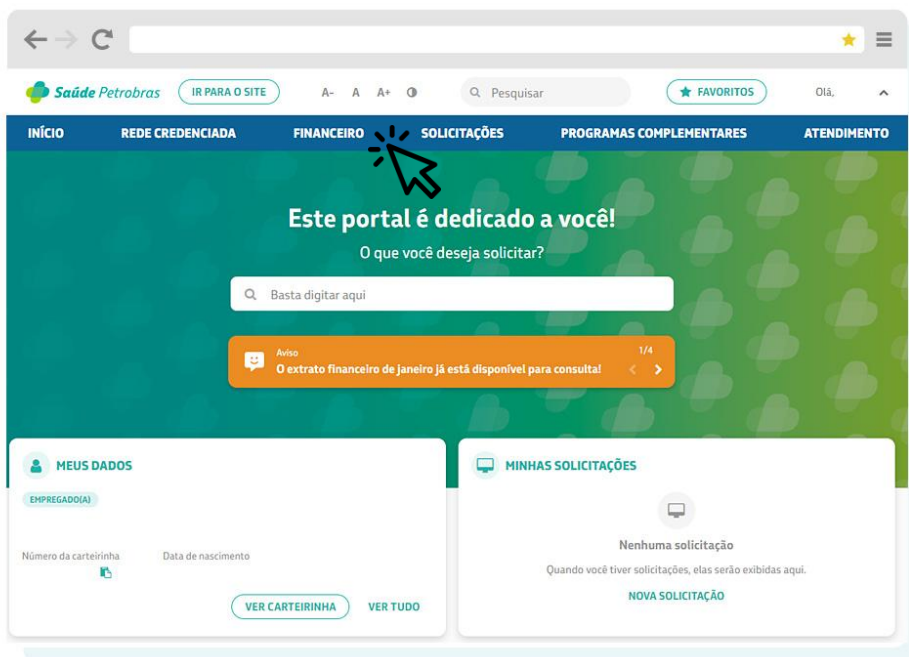 Saúde Petrobras IR PARA O SITE A- A A+ Pesquisar FAVORITOS Olá,
INÍCIO REDE CREDENCIADA FINANCEIRO SOLICITAÇÕES PROGRAMAS COMPLEMENTARES ATENDIMENTO
Este portal é dedicado a você!
O que você deseja solicitar?
Basta digitar aqui
Aviso 1/4
O extrato financeiro de janeiro já está disponível para consulta!
MEUS DADOS
EMPREGADO(A)
Número da carteirinha Data de nascimento
VER CARTEIRINHA VER TUDO
MINHAS SOLICITAÇÕES
Nenhuma solicitação
Quando você tiver solicitações, elas serão exibidas aqui.
NOVA SOLICITAÇÃO